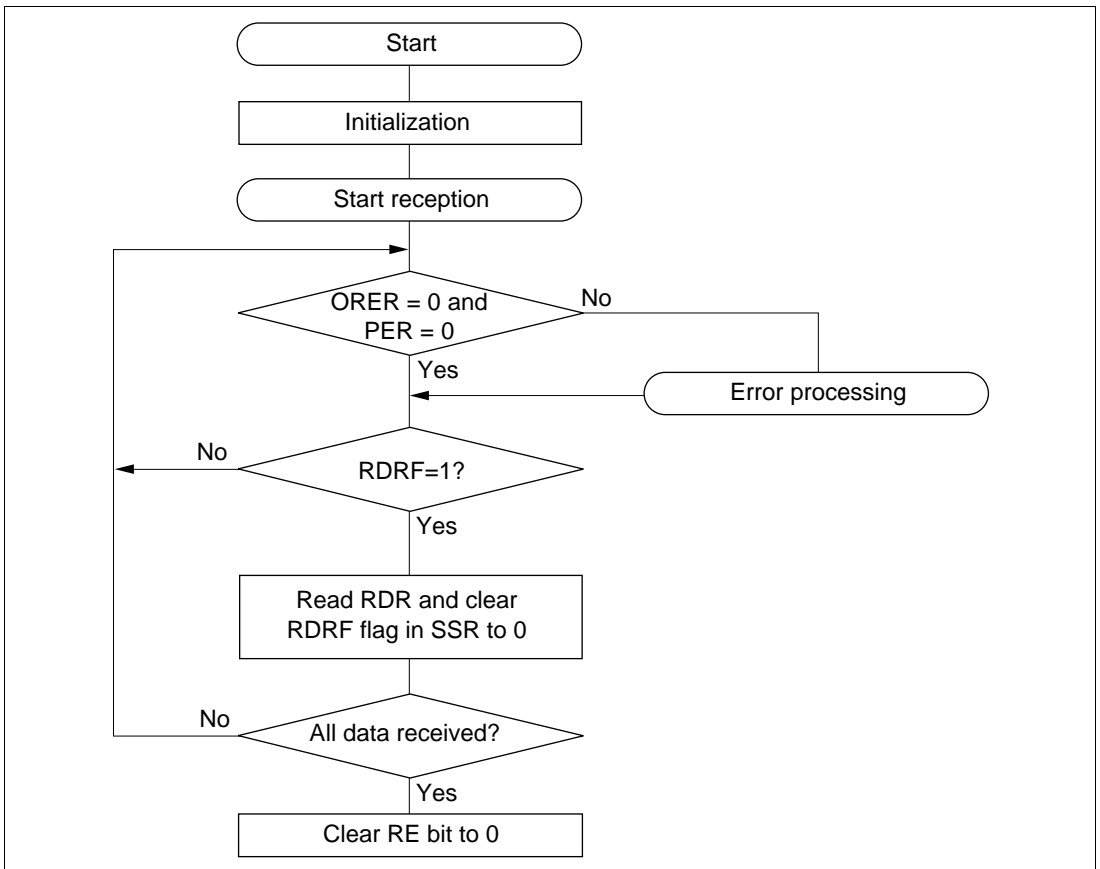 Start
Initialization
Start reception
ORER = 0 and
PER = 0
No
Yes
Error processing
No
RDRF=1?
Yes
Read RDR and clear
RDRF flag in SSR to 0
No
All data received?
Yes
Clear RE bit to 0